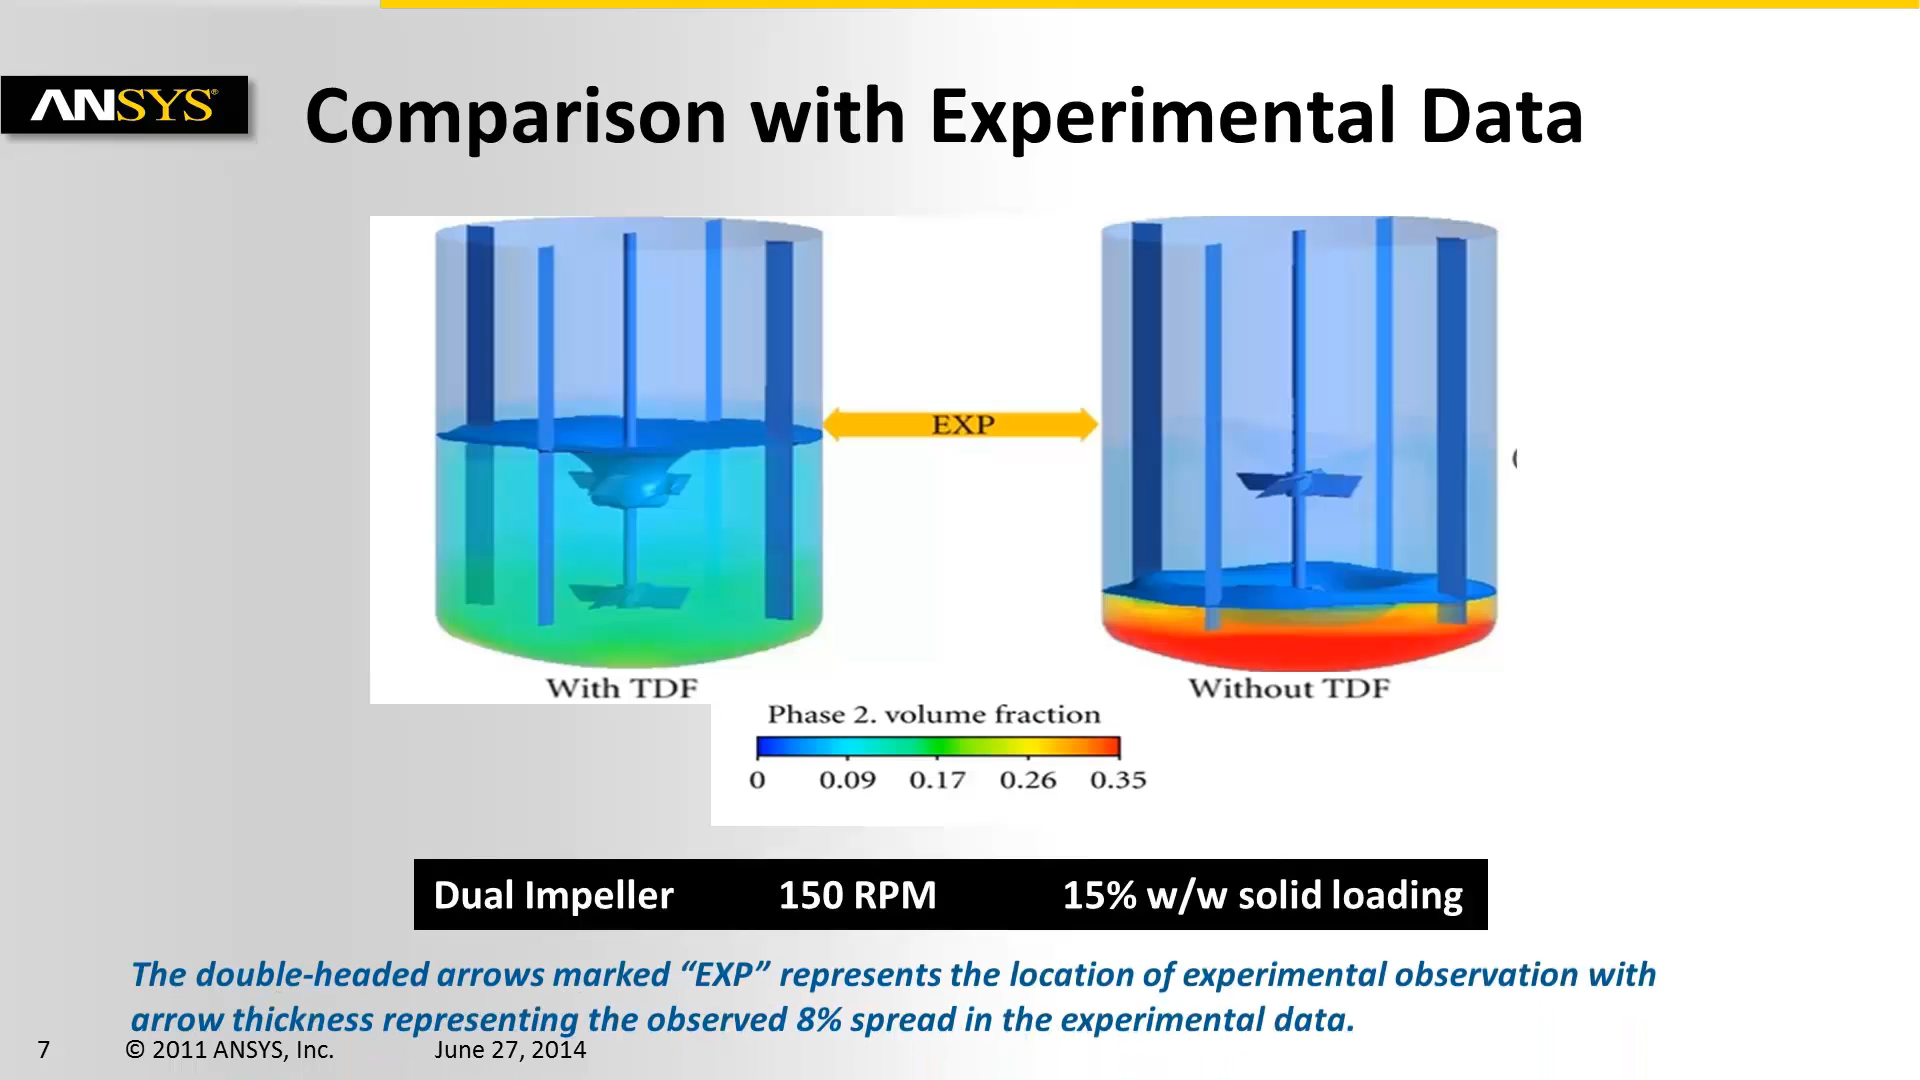 ANSYS®
Comparison with Experimental Data
EXP
With TDF
Without TDF
Phase 2. volume fraction
0 0.09 0.17 0.26 0.35
Dual Impeller 150 RPM 15% w/w solid loading
The double-headed arrows marked “EXP” represents the location of experimental observation with
arrow thickness representing the observed 8% spread in the experimental data.
7 © 2011 ANSYS, Inc. June 27, 2014